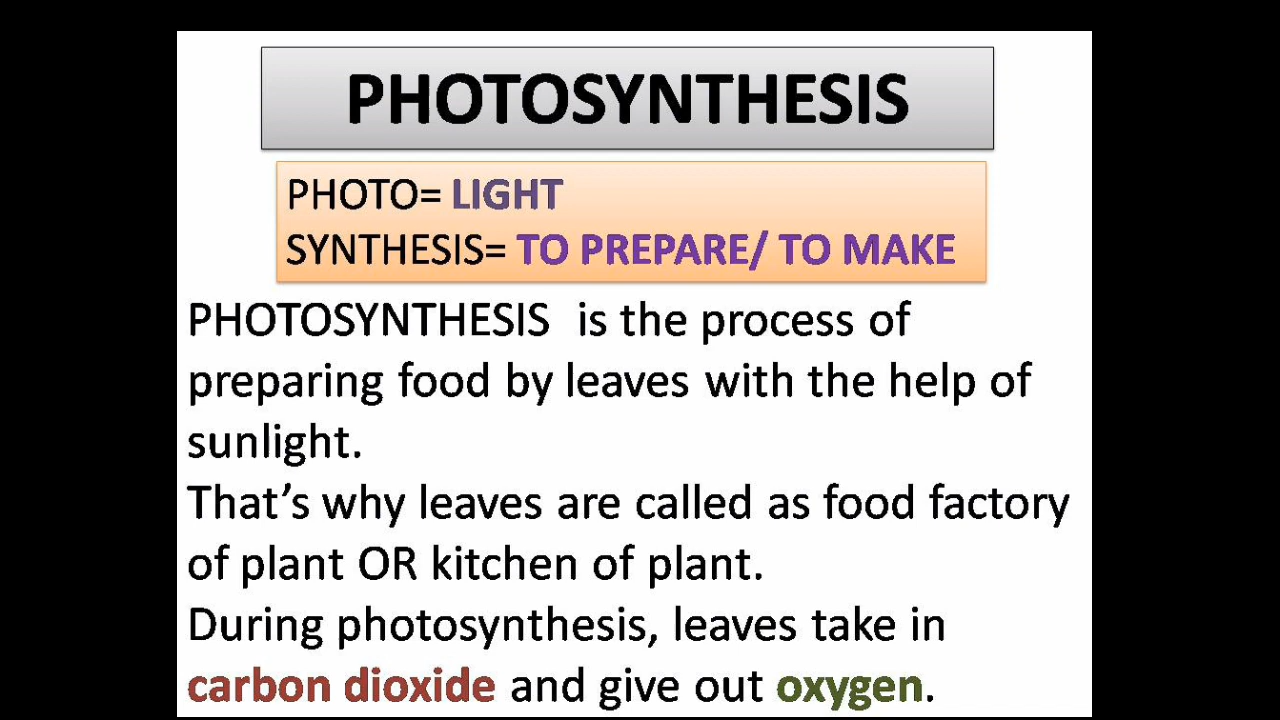 PHOTOSYNTHESIS
PHOTO= LIGHT
SYNTHESIS= TO PREPARE/ TO MAKE
PHOTOSYNTHESIS is the process of
preparing food by leaves with the help of
sunlight.
That’s why leaves are called as food factory
of plant OR kitchen of plant.
During photosynthesis, leaves take in
carbon dioxide and give out oxygen.